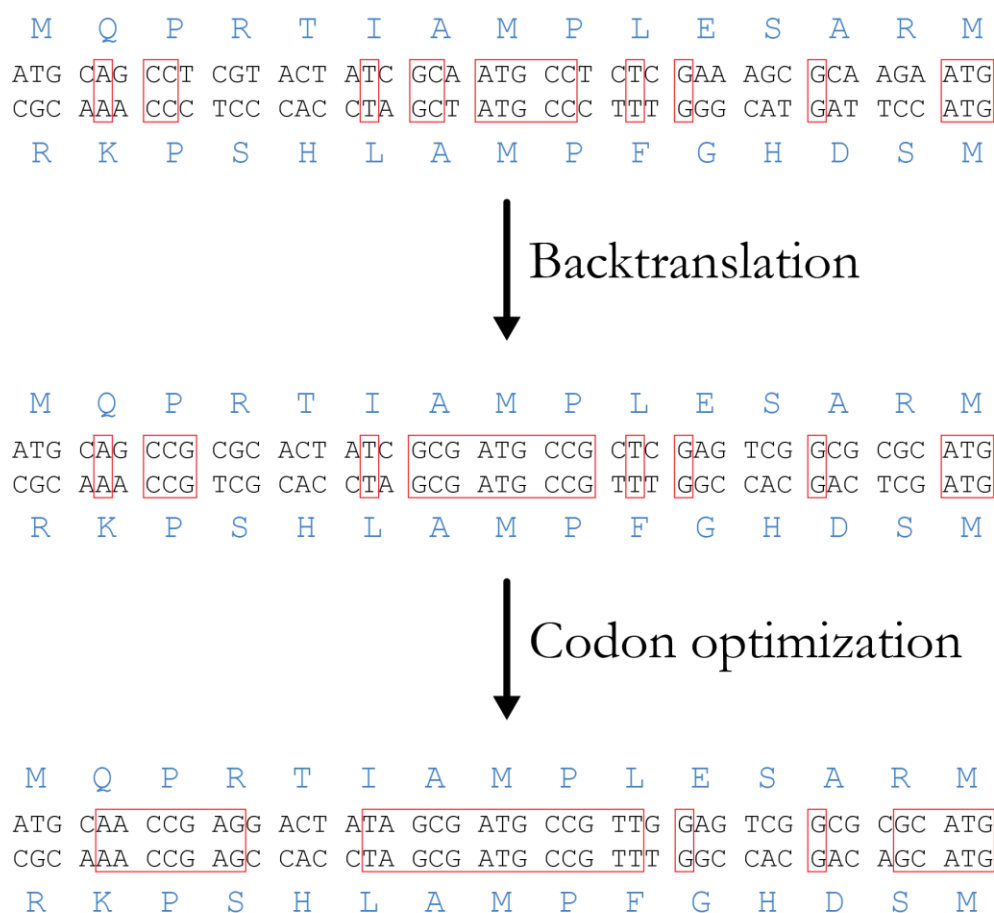 M Q P R T I A M P L E S A R M
ATG CAG CCT CGT ACT ATC GCA ATG CCT CTC GAA AGC GCA AGA ATG
CGC AAA CCC TCC CAC CTA GCT ATG CCC TTT GGG CAT GAT TCC ATG
R K P S H L A M P F G H D S M
Backtranslation
M Q P R T I A M P L E S A R M
ATG CAG CCG CGC ACT ATC GCG ATG CCG CTC GAG TCG GCG CGC ATG
CGC AAA CCG TCG CAC CTA GCG ATG CCG TTT GGC CAC GAC TCG ATG
R K P S H L A M P F G H D S M
Codon optimization
M Q P R T I A M P L E S A R M
ATG CAA CCG AGG ACT ATA GCG ATG CCG TTG GAG TCG GCG CGC ATG
CGC AAA CCG AGC CAC CTA GCG ATG CCG TTT GGC CAC GAC AGC ATG
R K P S H L A M P F G H D S M